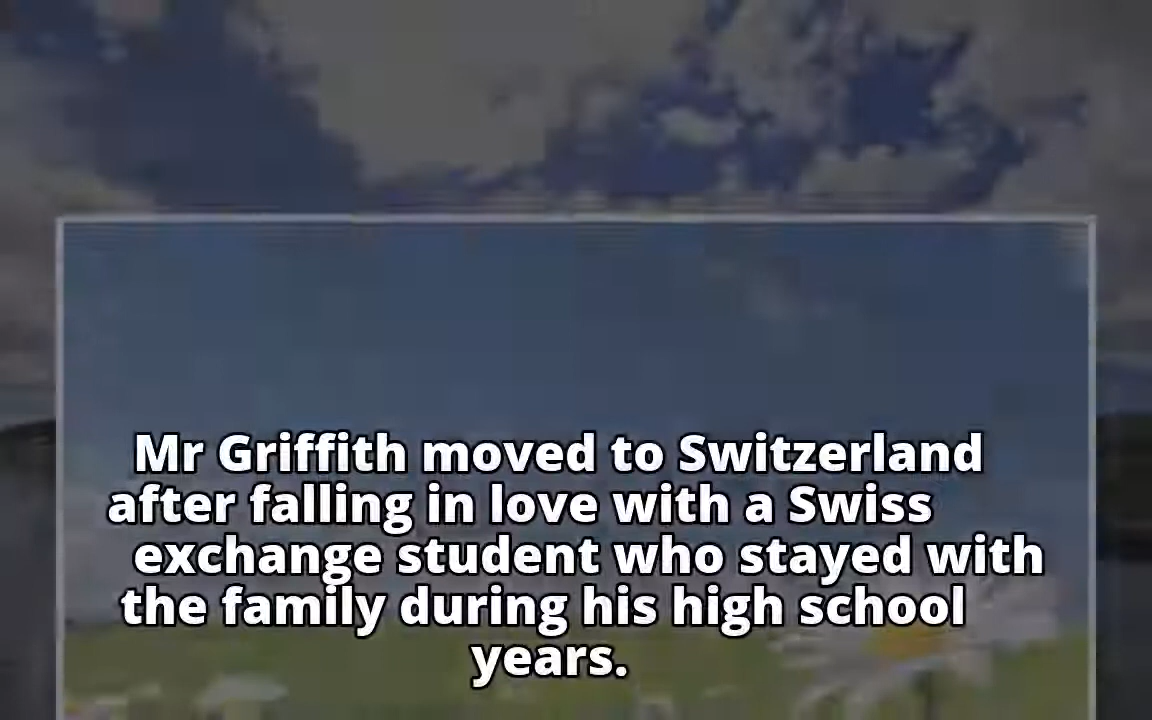 Mr Griffith moved to Switzerland
after falling in love with a Swiss
exchange student who stayed with
the family during his high school
years.